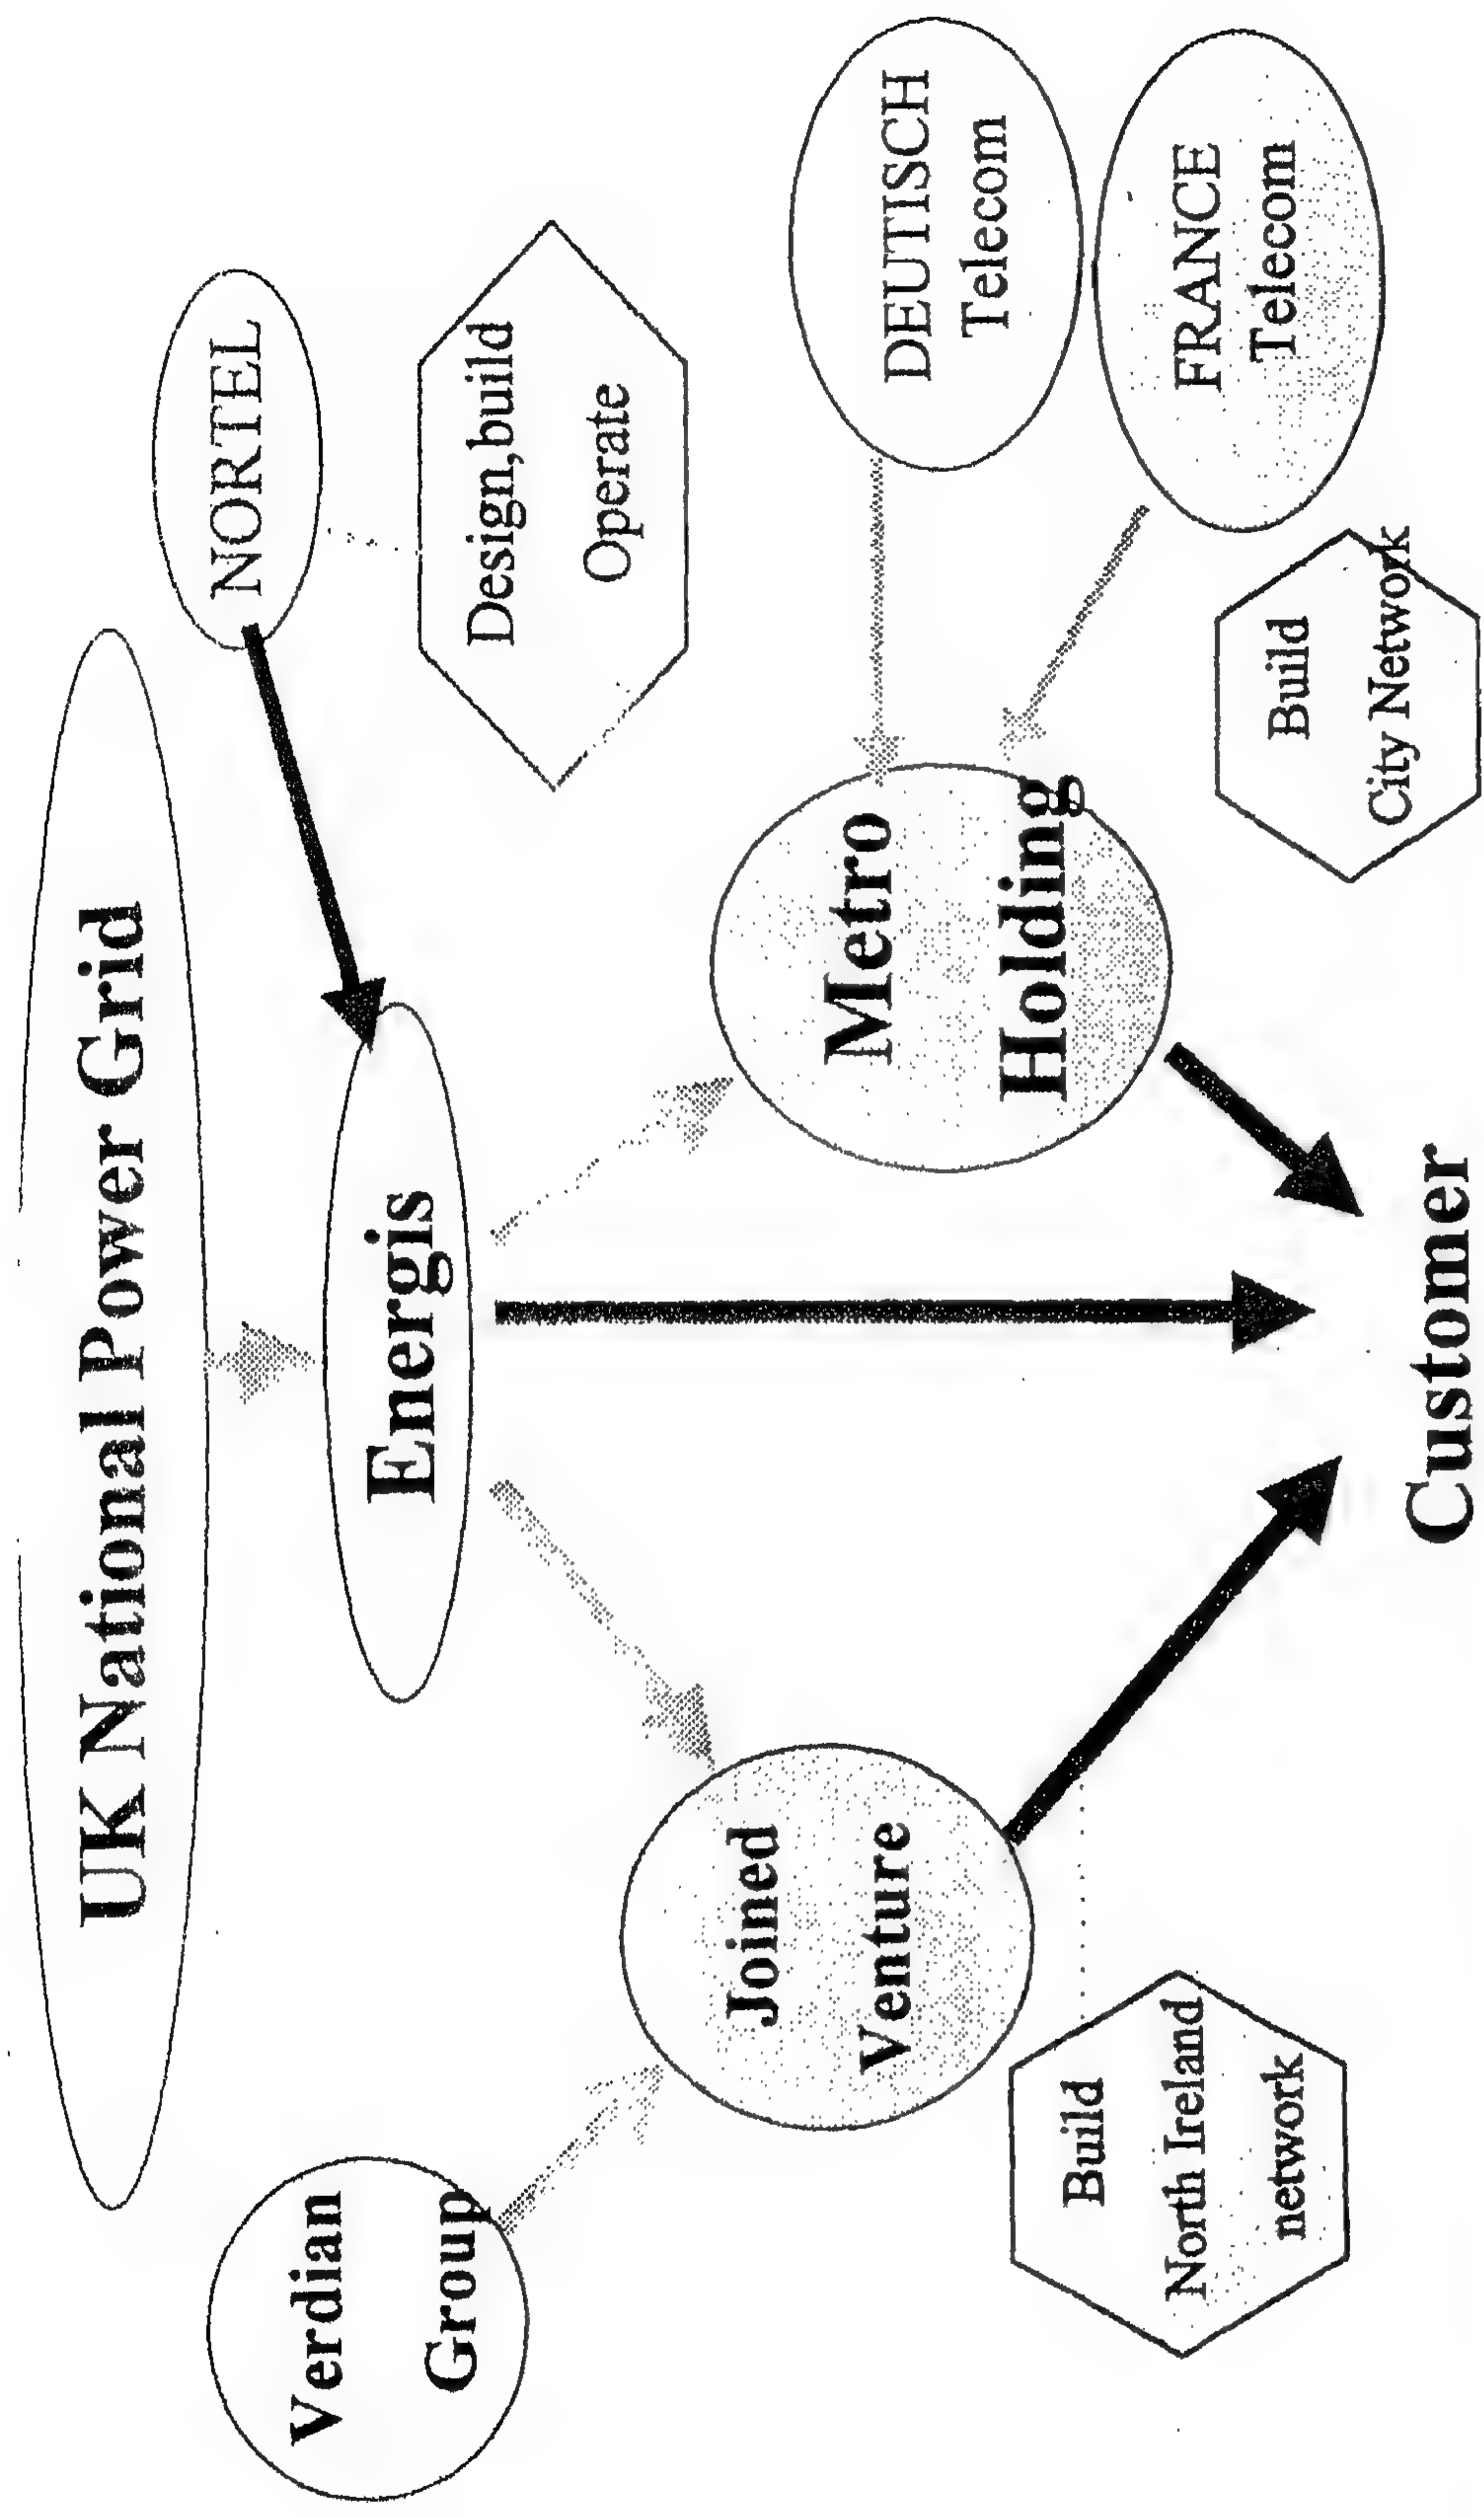 UK National Power Grid
NORTEL
Energis
Design,build
Operate
Verdian
Group
Joined
Venture
Metro
Holding
DEUTISCH
Telecom
FRANCE
Telecom
Build
North Ireland
network
Build
City Network
Customer